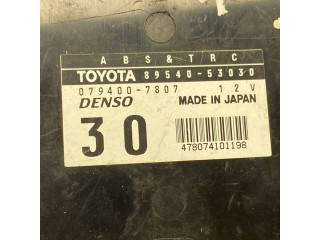 ABS & TRC
TOYOTA 89540-53030
079400-7807 12V
DENSO MADE IN JAPAN
30
478074101198